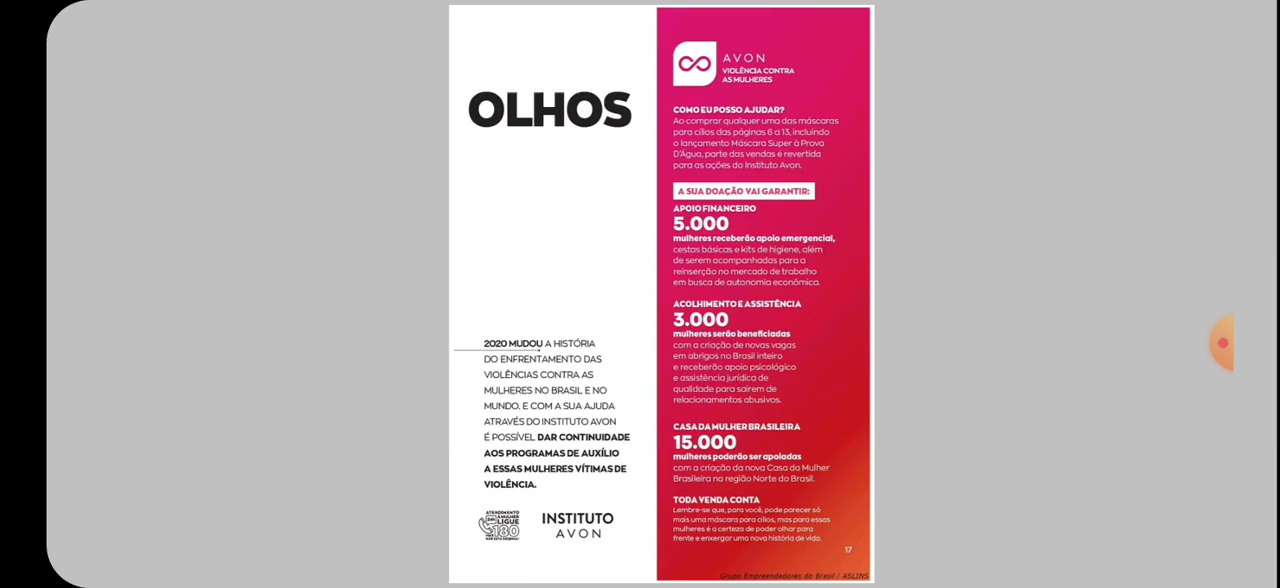 OLHOS
2020 MUDOU A HISTÓRIA
DO ENFRENTAMENTO DAS
VIOLÊNCIAS CONTRA AS
MULHERES NO BRASIL E NO
MUNDO. E COM A SUA AJUDA
ATRAVÉS DO INSTITUTO AVON
É POSSÍVEL DAR CONTINUIDADE
AOS PROGRAMAS DE AUXÍLIO
A ESSAS MULHERES VÍTIMAS DE
VIOLÊNCIA.
ATENDIMENTO
À MULHER
LIGUE
180
INSTITUTO
AVON
AVON
VIOLÊNCIA CONTRA
AS MULHERES
COMO EU POSSO AJUDAR?
Ao comprar qualquer uma das máscaras
para cílios das páginas 6 a 13, incluindo
o lançamento Máscara Super à Prova
D'Água, parte das vendas é revertida
para as ações do Instituto Avon.
A SUA DOAÇÃO VAI GARANTIR:
APOIO FINANCEIRO
5.000
mulheres receberão apoio emergencial,
cestas básicas e kits de higiene, além
de serem acompanhadas para a
reinserção no mercado de trabalho
em busca de autonomia econômica.
ACOLHIMENTO E ASSISTÊNCIA
3.000
mulheres serão beneficiadas
com a criação de novas vagas
em abrigos no Brasil inteiro
e receberão apoio psicológico
e assistência jurídica de
qualidade para saírem de
relacionamentos abusivos.
CASA DA MULHER BRASILEIRA
15.000
mulheres poderão ser apoiadas
com a criação da nova Casa da Mulher
Brasileira na região Norte do Brasil.
TODA VENDA CONTA
Lembre-se que, para você, pode parecer só
mais uma máscara para cílios, mas para essas
mulheres é a certeza de poder olhar para
frente e enxergar uma nova história de vida.
17
Grupo Empreendedores do Brasil / ASLINS